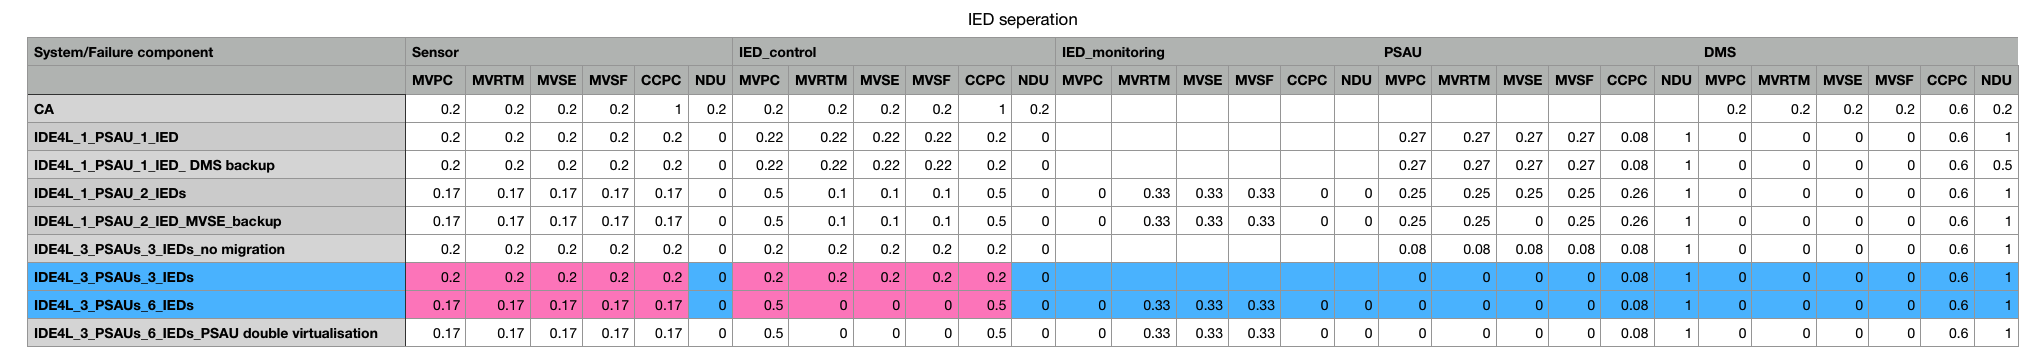 IED seperation
System/Failure component Sensor IED_control IED_monitoring PSAU DMS
MVPC MVRTM MVSE MVSF CCPC NDU MVPC MVRTM MVSE MVSF CCPC NDU MVPC MVRTM MVSE MVSF CCPC NDU MVPC MVRTM MVSE MVSF CCPC NDU MVPC MVRTM MVSE MVSF CCPC NDU
CA 0.2 0.2 0.2 0.2 1 0.2 0.2 0.2 0.2 0.2 1 0.2 0.2 0.2 0.2 0.2 0.6 0.2
IDE4L_1_PSAU_1_IED 0.2 0.2 0.2 0.2 0.2 0 0.22 0.22 0.22 0.22 0.2 0 0.27 0.27 0.27 0.27 0.08 1 0 0 0 0 0.6 1
IDE4L_1_PSAU_1_IED_ DMS backup 0.2 0.2 0.2 0.2 0.2 0 0.22 0.22 0.22 0.22 0.2 0 0.27 0.27 0.27 0.27 0.08 1 0 0 0 0 0.6 0.5
IDE4L_1_PSAU_2_IEDs 0.17 0.17 0.17 0.17 0.17 0 0.5 0.1 0.1 0.1 0.5 0 0 0.33 0.33 0.33 0 0 0.25 0.25 0.25 0.25 0.26 1 0 0 0 0 0.6 1
IDE4L_1_PSAU_2_IED_MVSE_backup 0.17 0.17 0.17 0.17 0.17 0 0.5 0.1 0.1 0.1 0.5 0 0 0.33 0.33 0.33 0 0 0.25 0.25 0 0.25 0.26 1 0 0 0 0 0.6 1
IDE4L_3_PSAUs_3_IEDs_no migration 0.2 0.2 0.2 0.2 0.2 0 0.2 0.2 0.2 0.2 0.2 0 0.08 0.08 0.08 0.08 0.08 1 0 0 0 0 0.6 1
IDE4L_3_PSAUs_3_IEDs 0.2 0.2 0.2 0.2 0.2 0 0.2 0.2 0.2 0.2 0.2 0 0 0 0 0 0.08 1 0 0 0 0 0.6 1
IDE4L_3_PSAUs_6_IEDs 0.17 0.17 0.17 0.17 0.17 0 0.5 0 0 0 0.5 0 0 0.33 0.33 0.33 0 0 0 0 0 0 0.08 1 0 0 0 0 0.6 1
IDE4L_3_PSAUs_6_IEDs_PSAU double virtualisation 0.17 0.17 0.17 0.17 0.17 0 0.5 0 0 0 0.5 0 0 0.33 0.33 0.33 0 0 0 0 0 0 0.08 1 0 0 0 0 0.6 1